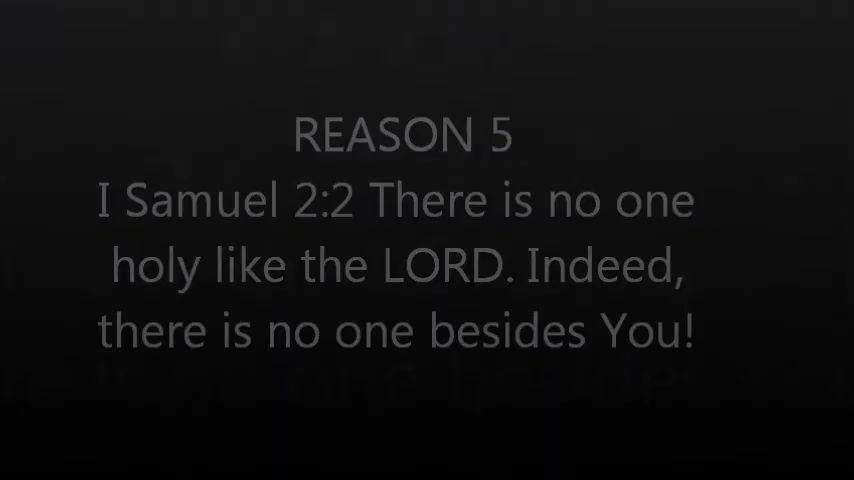 REASON 5
I Samuel 2:2 There is no one
holy like the LORD. Indeed,
there is no one besides You!